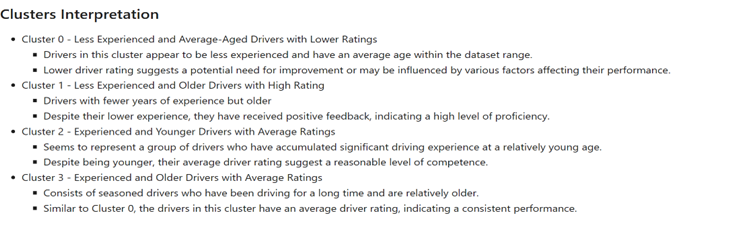 Clusters Interpretation
Cluster 0 - Less Experienced and Average-Aged Drivers with Lower Ratings
Drivers in this cluster appear to be less experienced and have an average age within the dataset range.
Lower driver rating suggests a potential need for improvement or may be influenced by various factors affecting their performance.
Cluster 1 - Less Experienced and Older Drivers with High Rating
Drivers with fewer years of experience but older
Despite their lower experience, they have received positive feedback, indicating a high level of proficiency.
Cluster 2 - Experienced and Younger Drivers with Average Ratings
Seems to represent a group of drivers who have accumulated significant driving experience at a relatively young age.
Despite being younger, their average driver rating suggest a reasonable level of competence.
Cluster 3 - Experienced and Older Drivers with Average Ratings
Consists of seasoned drivers who have been driving for a long time and are relatively older.
Similar to Cluster 0, the drivers in this cluster have an average driver rating, indicating a consistent performance.